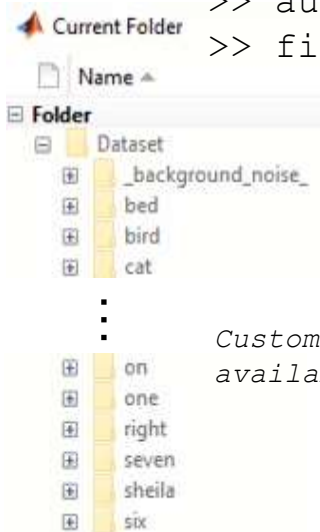 >> au
Current Folder
>> fi
Name
Folder
Dataset
_background_noise_
bed
bird
cat
Custom
availa
on
one
right
seven
sheila
six